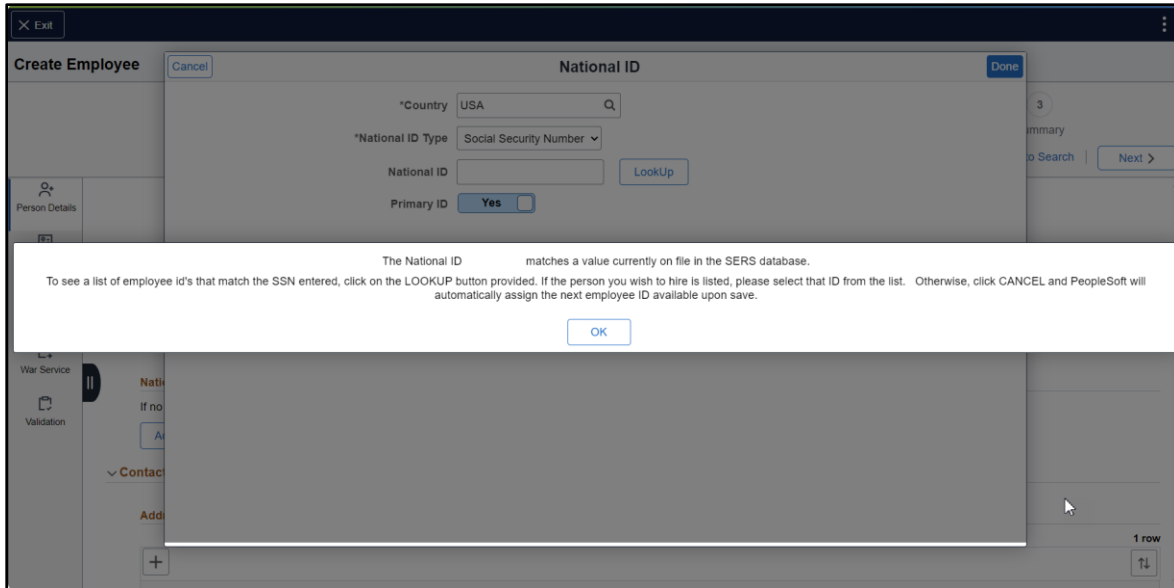 Exit
Create Employee
Cancel
National ID
Done
*Country USA
3
*National ID Type Social Security Number
National ID
LookUp
to Search
Next
Primary ID Yes
Person Details
The National ID matches a value currently on file in the SERS database.
To see a list of employee id's that match the SSN entered, click on the LOOKUP button provided. If the person you wish to hire is listed, please select that ID from the list. Otherwise, click CANCEL and PeopleSoft will
automatically assign the next employee ID available upon save.
OK
War Service
Nati
If no
Validation
Contac
Add
1 row